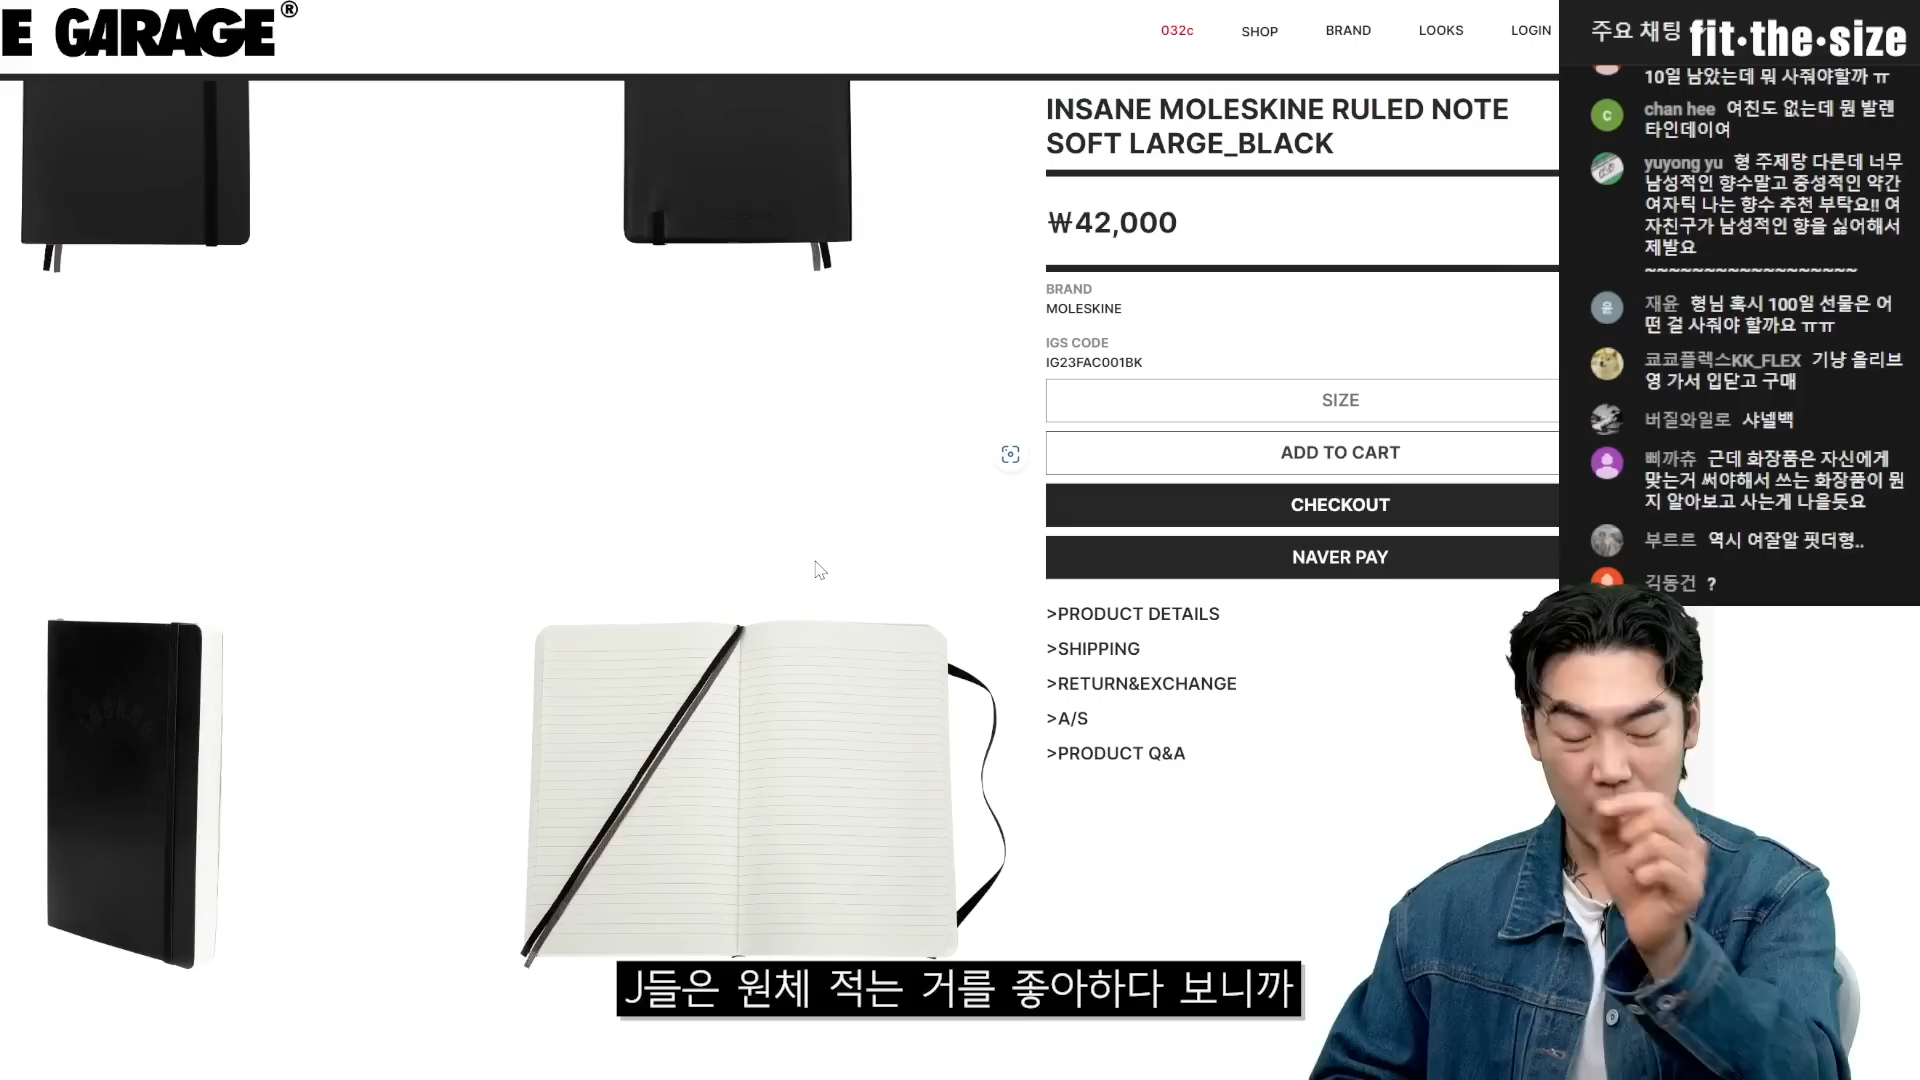 E GARAGE®
032c
SHOP
BRAND
LOOKS
LOGIN
INSANE MOLESKINE RULED NOTE
SOFT LARGE_BLACK
₩42,000
BRAND
MOLESKINE
IGS CODE
IG23FAC001BK
SIZE
ADD TO CART
CHECKOUT
NAVER PAY
>PRODUCT DETAILS
>SHIPPING
>RETURN&EXCHANGE
>A/S
>PRODUCT Q&A
주요 채팅
fit·the·size
10일 남았는데 뭐 사줘야할까 ㅠ
C
chan hee 여친도 없는데 뭔 발렌
타인데이여
yuyong yu 형 주제랑 다른데 너무
남성적인 향수말고 중성적인 약간
여자틱 나는 향수 추천 부탁요!! 여
자친구가 남성적인 향을 싫어해서
제발요
~~~~~~~~~~~~~~~~~~
윤
재윤 형님 혹시 100일 선물은 어
떤 걸 사줘야 할까요 ㅠㅠ
쿄코플렉스KK_FLEX 기냥 올리브
영 가서 입닫고 구매
버질와일로 샤넬백
삐까츄 근데 화장품은 자신에게
맞는거 써야해서 쓰는 화장품이 뭔
지 알아보고 사는게 나을듯요
부르르 역시 여잘알 핏더형..
김동건 ?
INSANE
J들은 원체 적는 거를 좋아하다 보니까